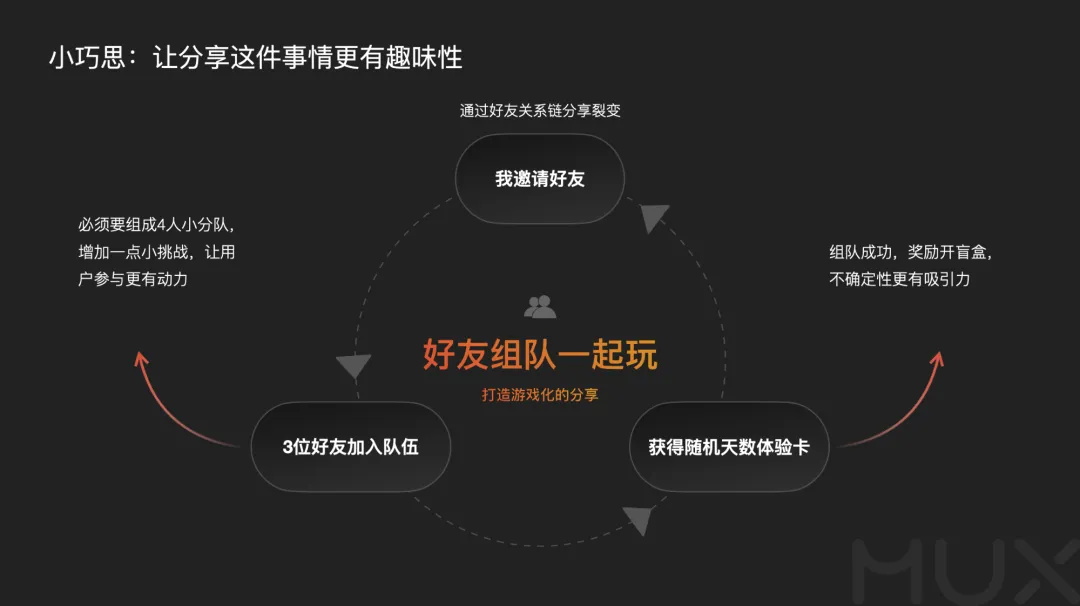 小巧思：让分享这件事情更有趣味性
通过好友关系链分享裂变
我邀请好友
必须要组成4人小分队，
增加一点小挑战，让用
户参与更有动力
组队成功，奖励开盲盒，
不确定性更有吸引力
好友组队一起玩
打造游戏化的分享
3位好友加入队伍
获得随机天数体验卡
MUX